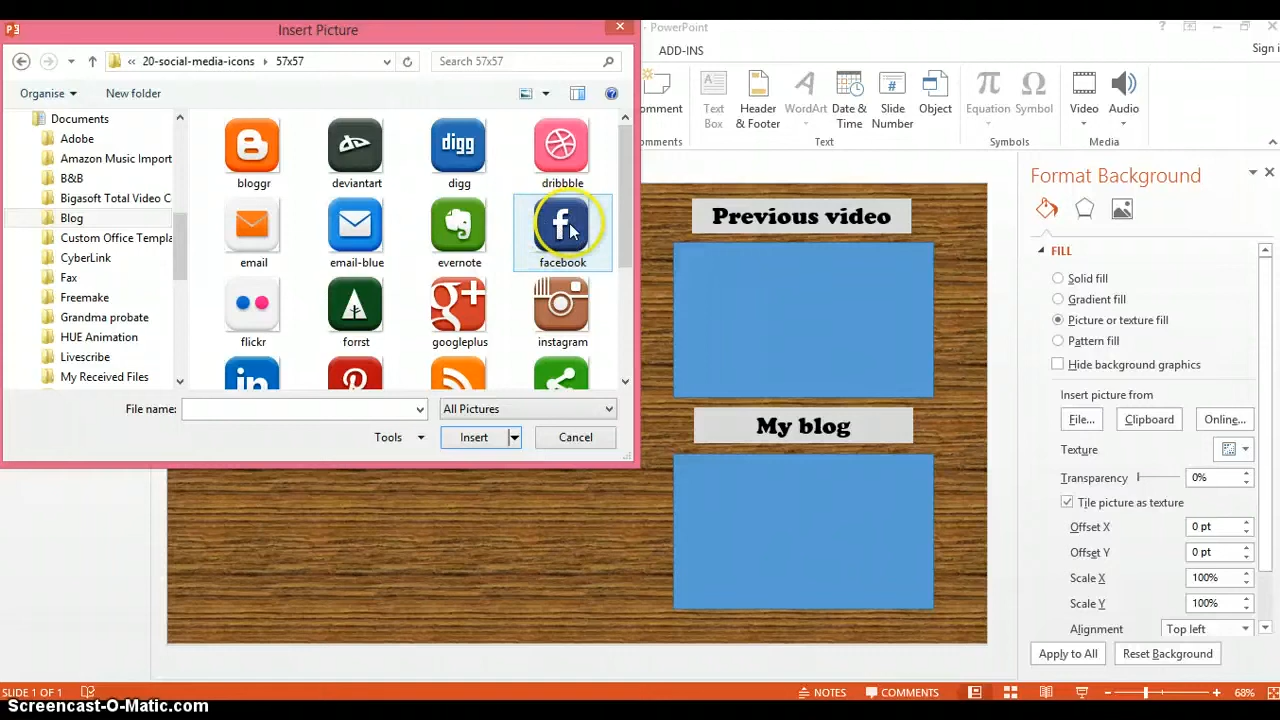 Insert Picture
PowerPoint
20-social-media-icons
57x57
Search 57x57
ADD-INS
Sign i
Organise
New folder
omment
Text Box
Header & Footer
WordArt
Date & Time
Slide Number
Object
Equation
Symbol
Video
Audio
omments
Text
Symbols
Media
Documents
Adobe
Amazon Music Import
B&B
Bigasoft Total Video C
Blog
Custom Office Templa
CyberLink
Fax
Freemake
Grandma probate
HUE Animation
Livescribe
My Received Files
digg
bloggr
deviantart
digg
dribbble
email
email-blue
evernote
facebook
flickr
forrst
googleplus
instagram
File name:
All Pictures
Tools
Insert
Cancel
Previous video
My blog
Format Background
FILL
Solid fill
Gradient fill
Picture or texture fill
Pattern fill
Hide background graphics
Insert picture from
File...
Clipboard
Online...
Texture
Transparency
0%
Tile picture as texture
Offset X
0 pt
Offset Y
0 pt
Scale X
100%
Scale Y
100%
Alignment
Top left
Apply to All
Reset Background
SLIDE 1 OF 1
NOTES
COMMENTS
68%
Screencast-O-Matic.com